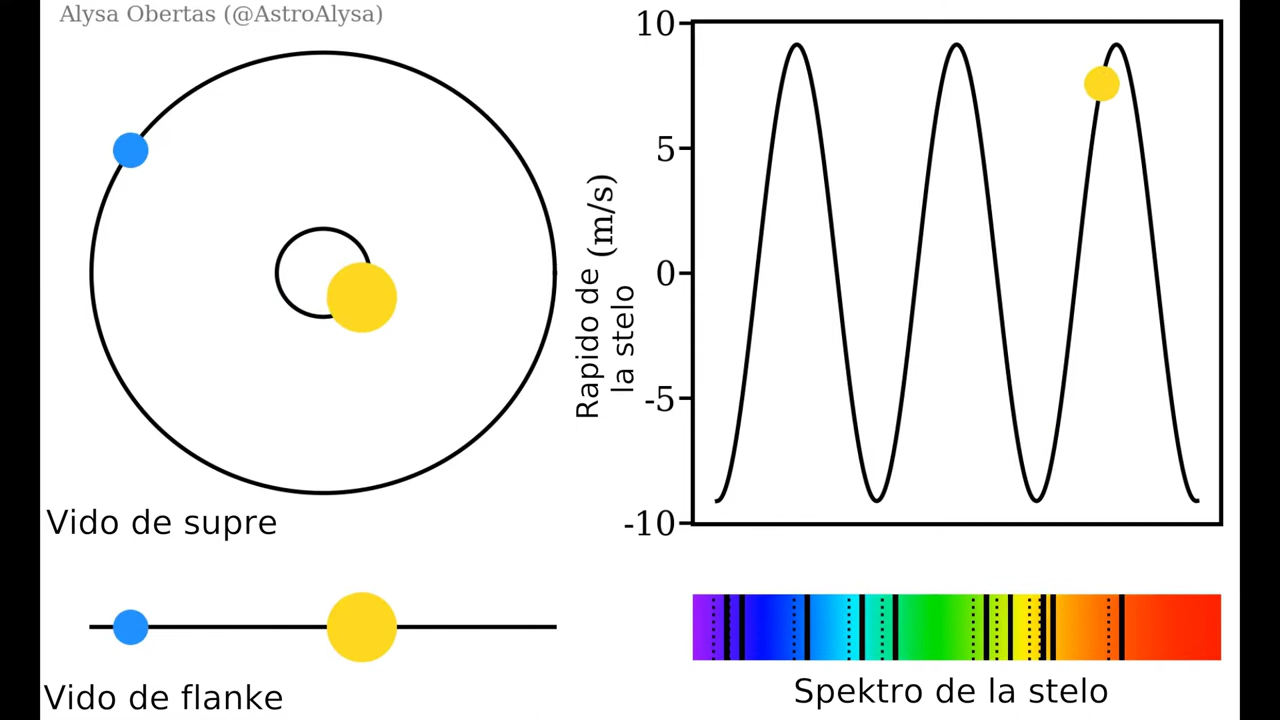 Alysa Obertas (@AstroAlysa)
Vido de supre
Vido de flanke
Rapido de (m/s)
la stelo
10
5
0
-5
-10
Spektro de la stelo